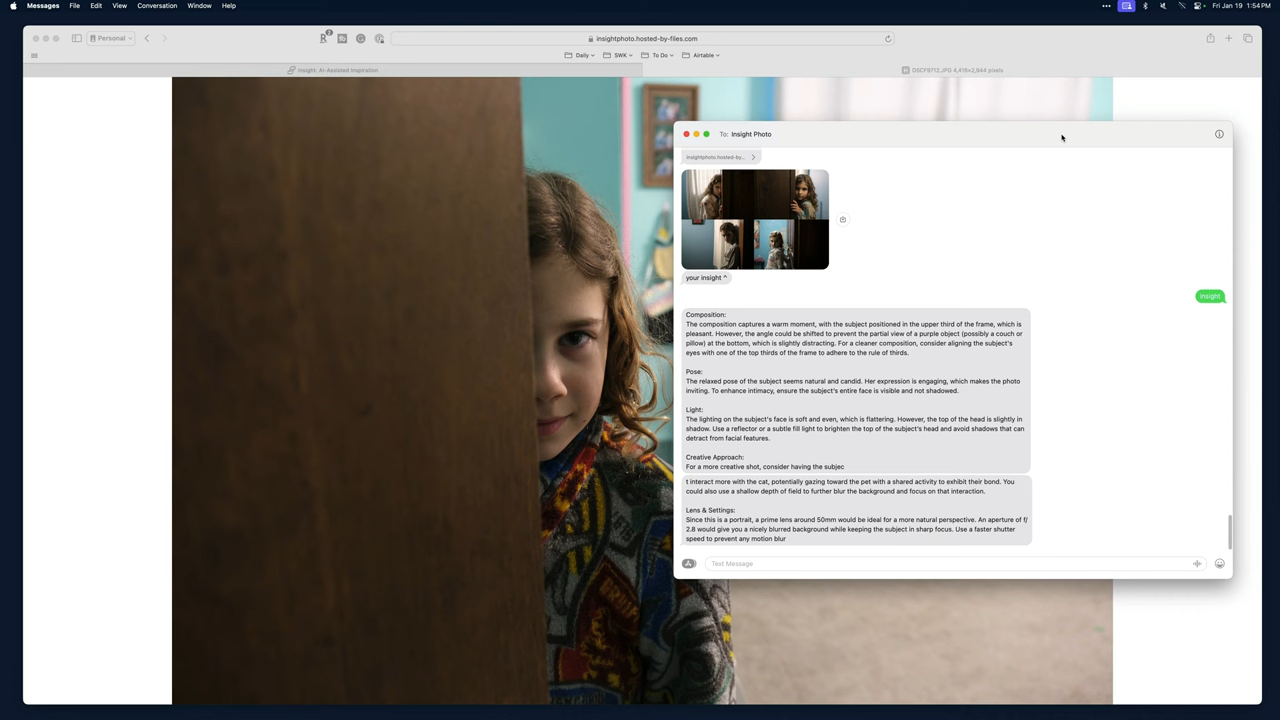 Messages File Edit View Conversation Window Help
Fri Jan 19 1:54 PM
Personal
2
insightphoto.hosted-by-files.com
Daily
SWK
To Do
Airtable
Insight: AI-Assisted Inspiration
DSCF8712.JPG 4,416×2,944 pixels
To: Insight Photo
insightphoto.hosted-by...
your insight ^
Insight
Composition:
The composition captures a warm moment, with the subject positioned in the upper third of the frame, which is
pleasant. However, the angle could be shifted to prevent the partial view of a purple object (possibly a couch or
pillow) at the bottom, which is slightly distracting. For a cleaner composition, consider aligning the subject's
eyes with one of the top thirds of the frame to adhere to the rule of thirds.
Pose:
The relaxed pose of the subject seems natural and candid. Her expression is engaging, which makes the photo
inviting. To enhance intimacy, ensure the subject's entire face is visible and not shadowed.
Light:
The lighting on the subject's face is soft and even, which is flattering. However, the top of the head is slightly in
shadow. Use a reflector or a subtle fill light to brighten the top of the subject's head and avoid shadows that can
detract from facial features.
Creative Approach:
For a more creative shot, consider having the subjec
t interact more with the cat, potentially gazing toward the pet with a shared activity to exhibit their bond. You
could also use a shallow depth of field to further blur the background and focus on that interaction.
Lens & Settings:
Since this is a portrait, a prime lens around 50mm would be ideal for a more natural perspective. An aperture of f/
2.8 would give you a nicely blurred background while keeping the subject in sharp focus. Use a faster shutter
speed to prevent any motion blur
Text Message